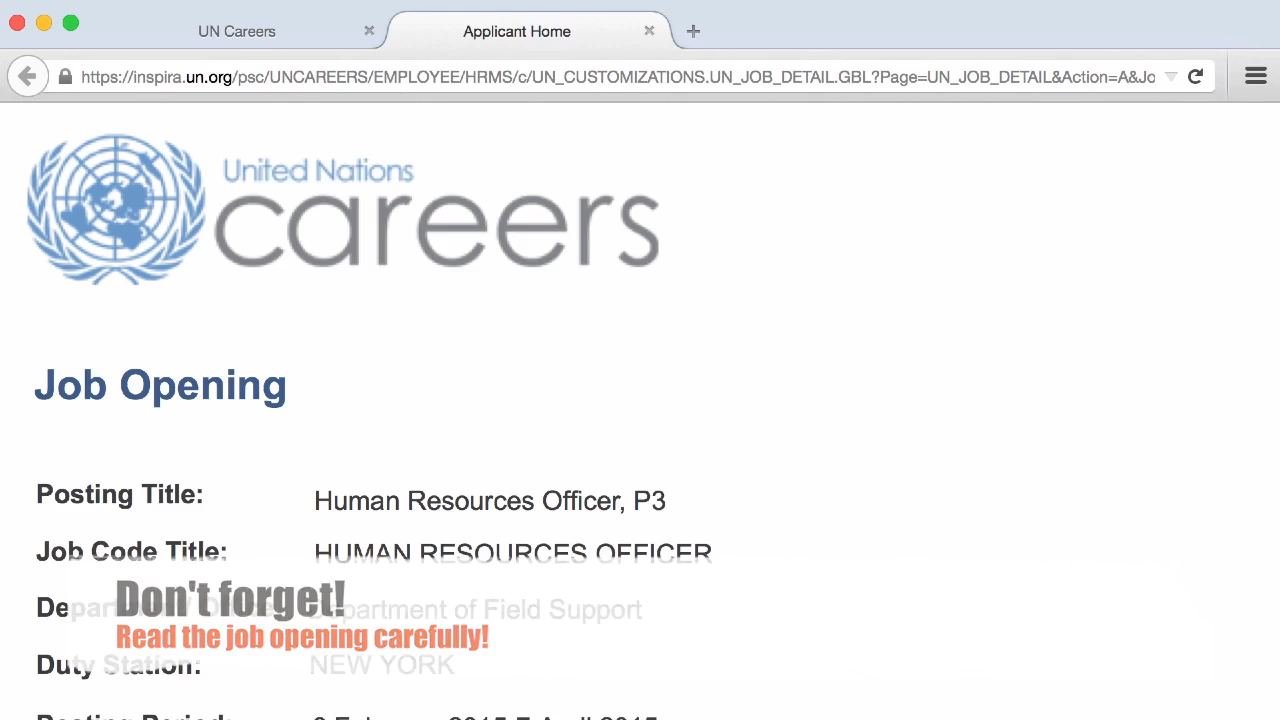 UN Careers
Applicant Home
https://inspira.un.org/psc/UNCAREERS/EMPLOYEE/HRMS/c/UN_CUSTOMIZATIONS.UN_JOB_DETAIL.GBL?Page=UN_JOB_DETAIL&Action=A&Jo
United Nations
careers
Job Opening
Posting Title: Human Resources Officer, P3
Job Code Title: HUMAN RESOURCES OFFICER
Don't forget!
Department of Field Support
Read the job opening carefully!
Duty Station: NEW YORK
Posting Period: